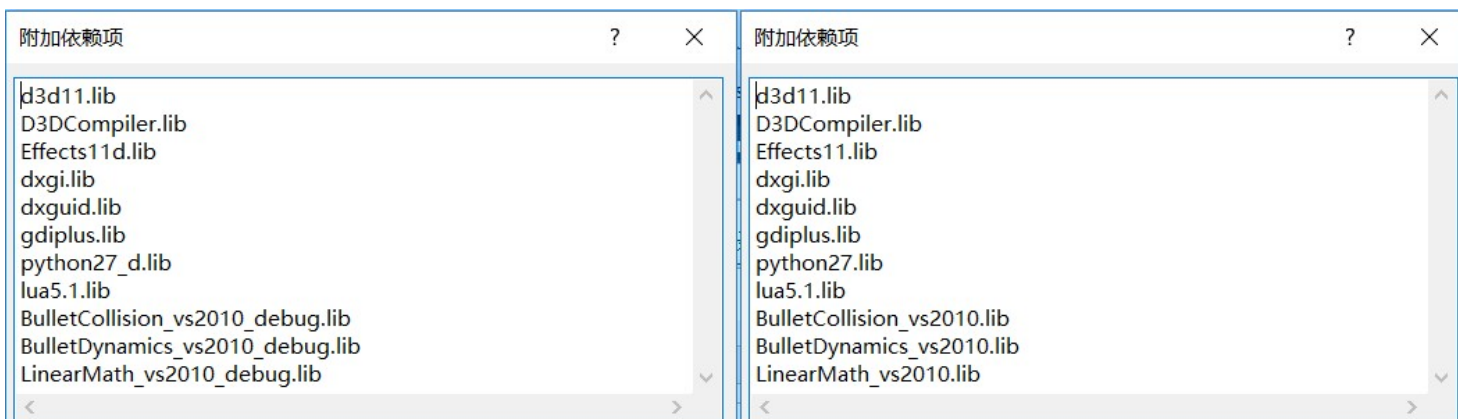 附加依赖项
d3d11.lib
D3DCompiler.lib
Effects11d.lib
dxgi.lib
dxguid.lib
gdiplus.lib
python27_d.lib
lua5.1.lib
BulletCollision_vs2010_debug.lib
BulletDynamics_vs2010_debug.lib
LinearMath_vs2010_debug.lib
附加依赖项
d3d11.lib
D3DCompiler.lib
Effects11.lib
dxgi.lib
dxguid.lib
gdiplus.lib
python27.lib
lua5.1.lib
BulletCollision_vs2010.lib
BulletDynamics_vs2010.lib
LinearMath_vs2010.lib